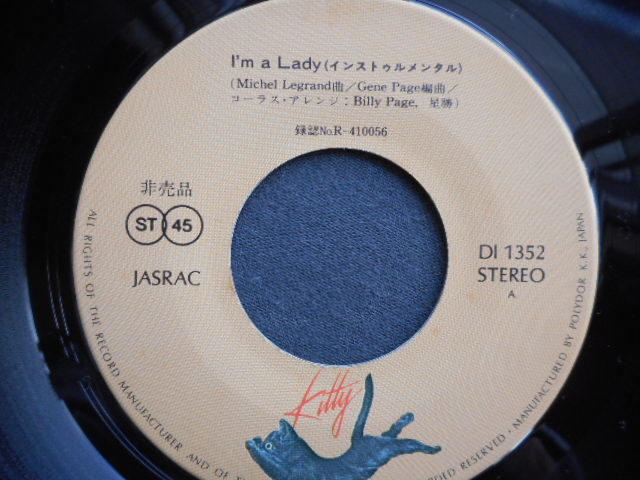 I'm a Lady(インストゥルメンタル)
(Michel Legrand曲／Gene Page編曲／
コーラス・アレンジ：Billy Page, 星勝)
録認No.R-410056
非売品
ST 45
JASRAC
DI 1352
STEREO
A
Kitty
ALL RIGHTS OF THE RECORD MANUFACTURER AND OF
RESERVED · MANUFACTURED BY POLYDOR K.K., JAPAN